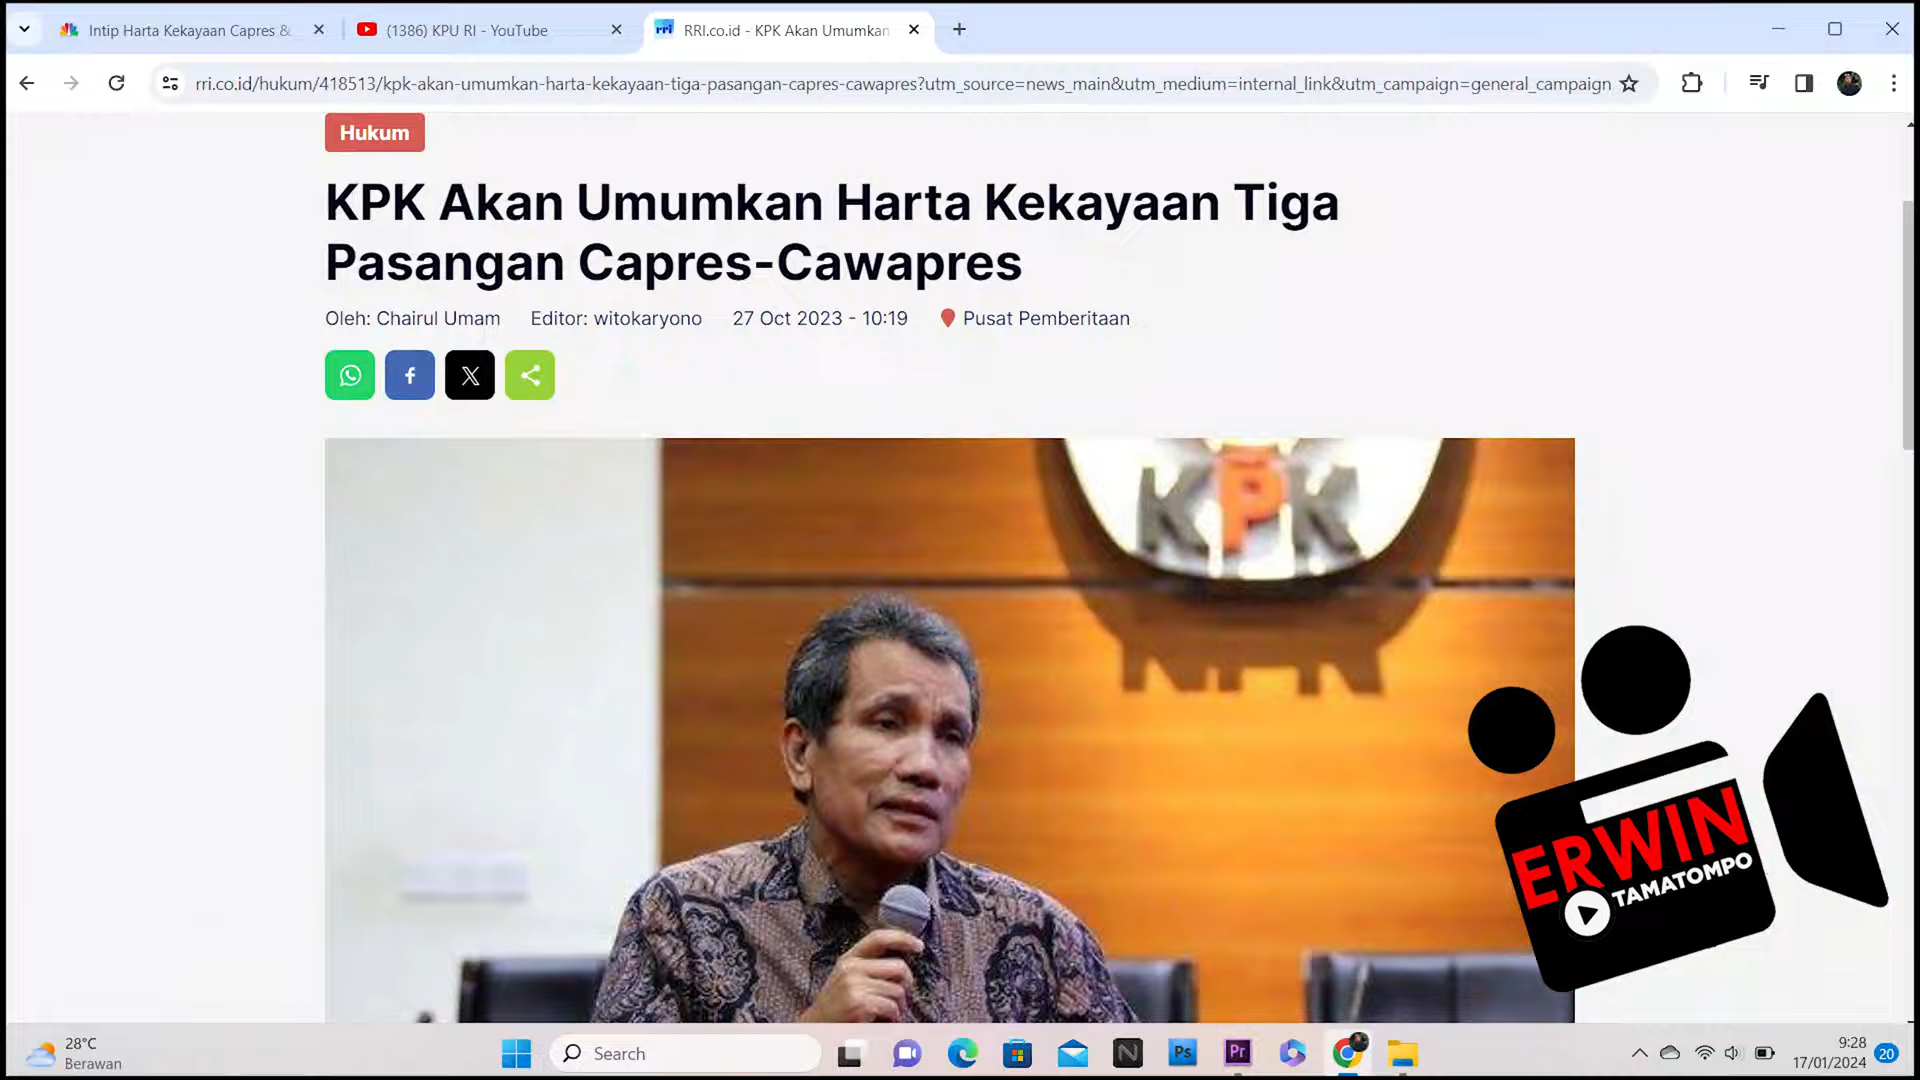 Intip Harta Kekayaan Capres &
(1386) KPU RI - YouTube
rri
RRI.co.id - KPK Akan Umumkan
rri.co.id/hukum/418513/kpk-akan-umumkan-harta-kekayaan-tiga-pasangan-capres-cawapres?utm_source=news_main&utm_medium=internal_link&utm_campaign=general_campaign
Hukum
KPK Akan Umumkan Harta Kekayaan Tiga
Pasangan Capres-Cawapres
Oleh: Chairul Umam Editor: witokaryono 27 Oct 2023 - 10:19 Pusat Pemberitaan
KPK
ERWIN
TAMATOMPO
28°C
Berawan
Search
Ps
Pr
9:28
17/01/2024
20